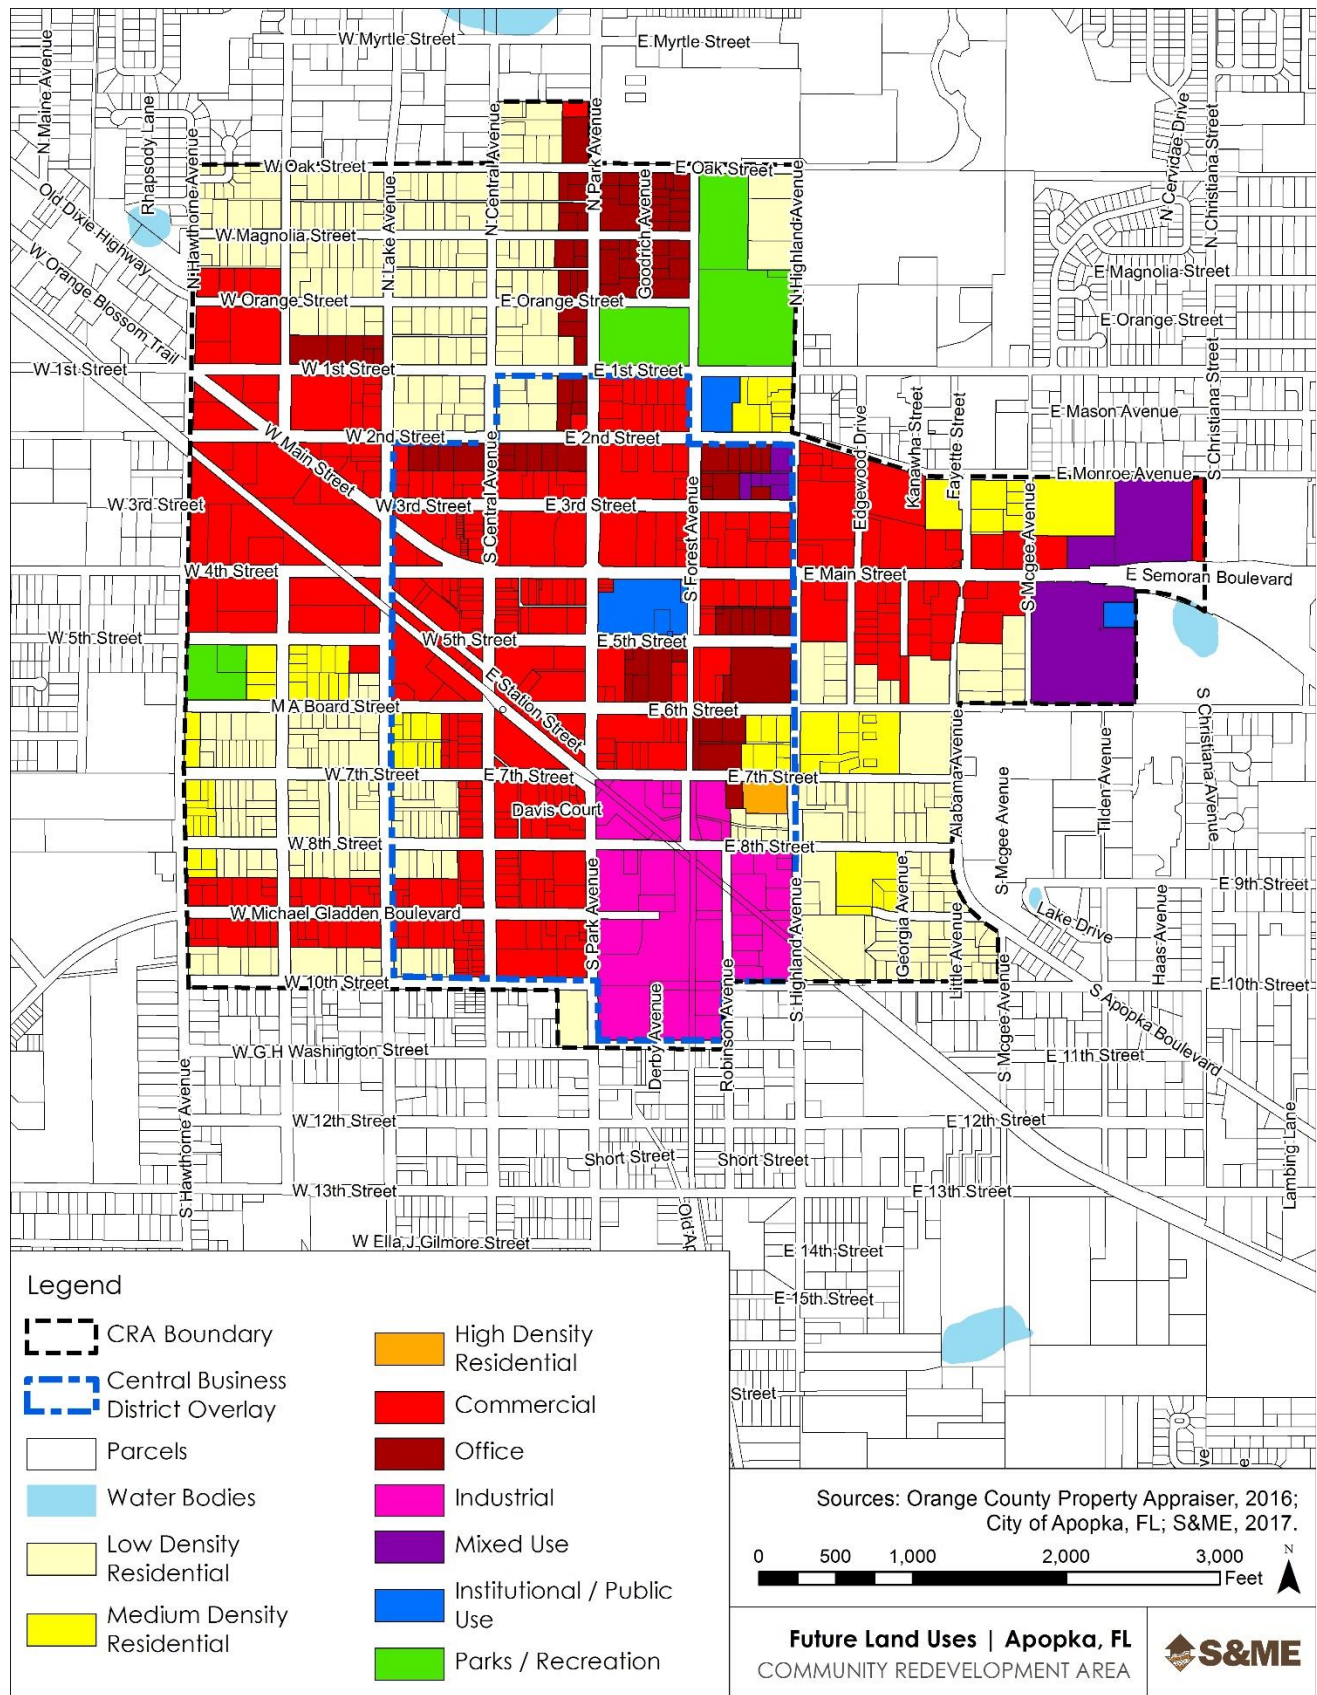 W Myrtle Street
E Myrtle Street
N Maine Avenue
Rhapsody Lane
N Hawthorne Avenue
N Central Avenue
N Park Avenue
N Cervidae Drive
N Christiana Street
W Oak Street
E Oak Street
Old Dixie Highway
N Lake Avenue
Goodrich Avenue
N Highland Avenue
W Magnolia Street
E Magnolia Street
W Orange Blossom Trail
W Orange Street
E Orange Street
E Orange Street
W 1st Street
W 1st Street
E 1st Street
S Christiana Street
E Mason Avenue
W Main Street
W 2nd Street
E 2nd Street
Edgewood Drive
Kanawha Street
Fayette Street
E Monroe Avenue
W 3rd Street
W 3rd Street
S Central Avenue
E 3rd Street
S Forest Avenue
S Mcgee Avenue
W 4th Street
E Main Street
E Semoran Boulevard
W 5th Street
W 5th Street
E 5th Street
E Station Street
M A Board Street
E 6th Street
S Christiana Avenue
W 7th Street
E 7th Street
E 7th Street
Alabama Avenue
Tilden Avenue
Davis Court
W 8th Street
E 8th Street
S Mcgee Avenue
E 9th Street
W Michael Gladden Boulevard
S Park Avenue
S Highland Avenue
Georgia Avenue
Little Avenue
Lake Drive
Haas Avenue
W 10th Street
E 10th Street
Derby Avenue
Robinson Avenue
S Mcgee Avenue
S Apopka Boulevard
W G H Washington Street
E 11th Street
S Hawthorne Avenue
W 12th Street
E 12th Street
Lambing Lane
Short Street
Short Street
W 13th Street
E 13th Street
Old Ap
W Ella J Gilmore Street
E 14th Street
E 15th Street
Street
ve
e
Legend
CRA Boundary
Central Business
District Overlay
Parcels
Water Bodies
Low Density
Residential
Medium Density
Residential
High Density
Residential
Commercial
Office
Industrial
Mixed Use
Institutional / Public
Use
Parks / Recreation
Sources: Orange County Property Appraiser, 2016;
City of Apopka, FL; S&ME, 2017.
0 500 1,000 2,000 3,000
Feet
N
Future Land Uses | Apopka, FL
COMMUNITY REDEVELOPMENT AREA
S&ME